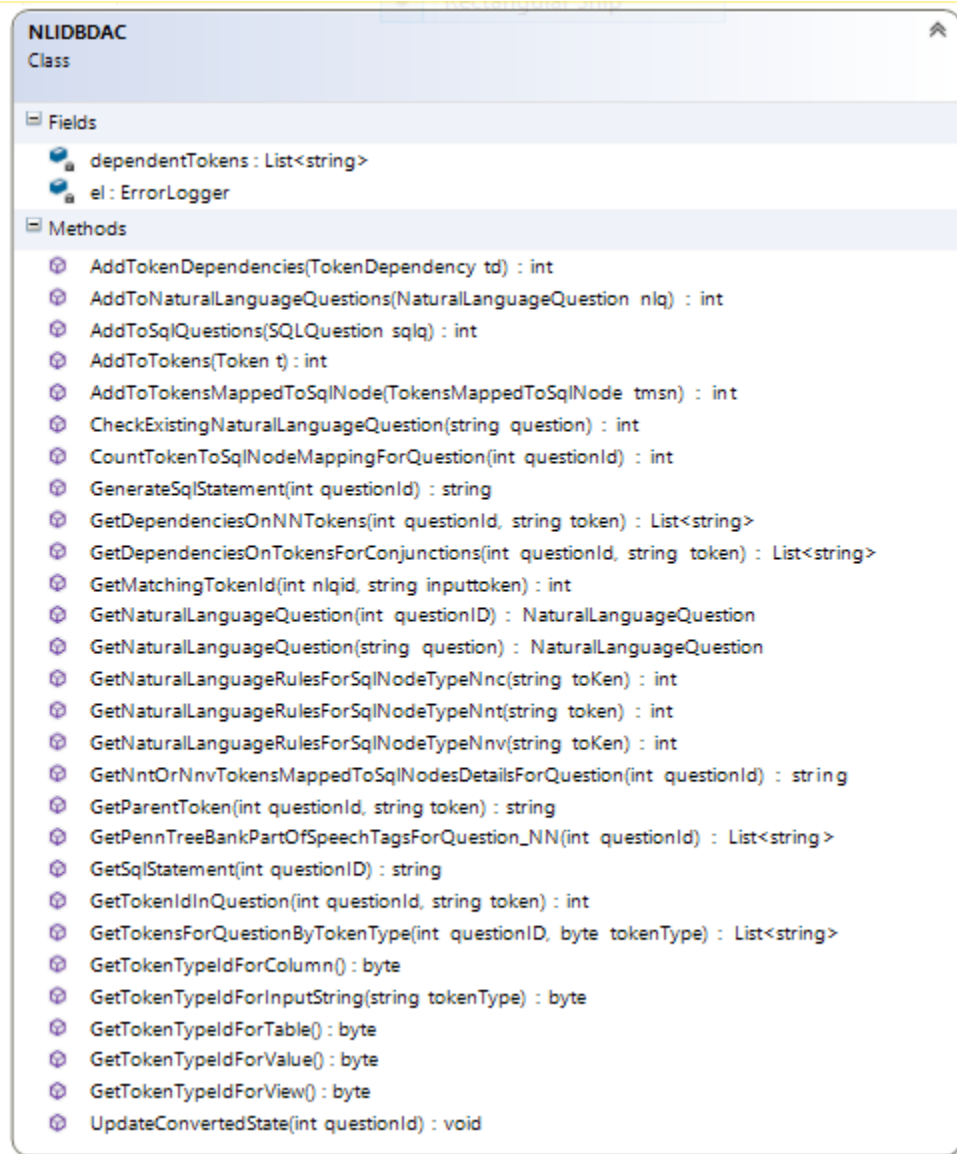 Rectangular Snip
NLIDBDAC
Class
Fields
dependentTokens : List<string>
el : ErrorLogger
Methods
AddTokenDependencies(TokenDependency td) : int
AddToNaturalLanguageQuestions(NaturalLanguageQuestion nlq) : int
AddToSqlQuestions(SQLQuestion sqlq) : int
AddToTokens(Token t) : int
AddToTokensMappedToSqlNode(TokensMappedToSqlNode tmsn) : int
CheckExistingNaturalLanguageQuestion(string question) : int
CountTokenToSqlNodeMappingForQuestion(int questionId) : int
GenerateSqlStatement(int questionId) : string
GetDependenciesOnNNTokens(int questionId, string token) : List<string>
GetDependenciesOnTokensForConjunctions(int questionId, string token) : List<string>
GetMatchingTokenId(int nlqid, string inputtoken) : int
GetNaturalLanguageQuestion(int questionID) : NaturalLanguageQuestion
GetNaturalLanguageQuestion(string question) : NaturalLanguageQuestion
GetNaturalLanguageRulesForSqlNodeTypeNnc(string toKen) : int
GetNaturalLanguageRulesForSqlNodeTypeNnt(string token) : int
GetNaturalLanguageRulesForSqlNodeTypeNnv(string toKen) : int
GetNntOrNnvTokensMappedToSqlNodesDetailsForQuestion(int questionId) : string
GetParentToken(int questionId, string token) : string
GetPennTreeBankPartOfSpeechTagsForQuestion_NN(int questionId) : List<string>
GetSqlStatement(int questionID) : string
GetTokenIdInQuestion(int questionId, string token) : int
GetTokensForQuestionByTokenType(int questionID, byte tokenType) : List<string>
GetTokenTypeIdForColumn() : byte
GetTokenTypeIdForInputString(string tokenType) : byte
GetTokenTypeIdForTable() : byte
GetTokenTypeIdForValue() : byte
GetTokenTypeIdForView() : byte
UpdateConvertedState(int questionId) : void